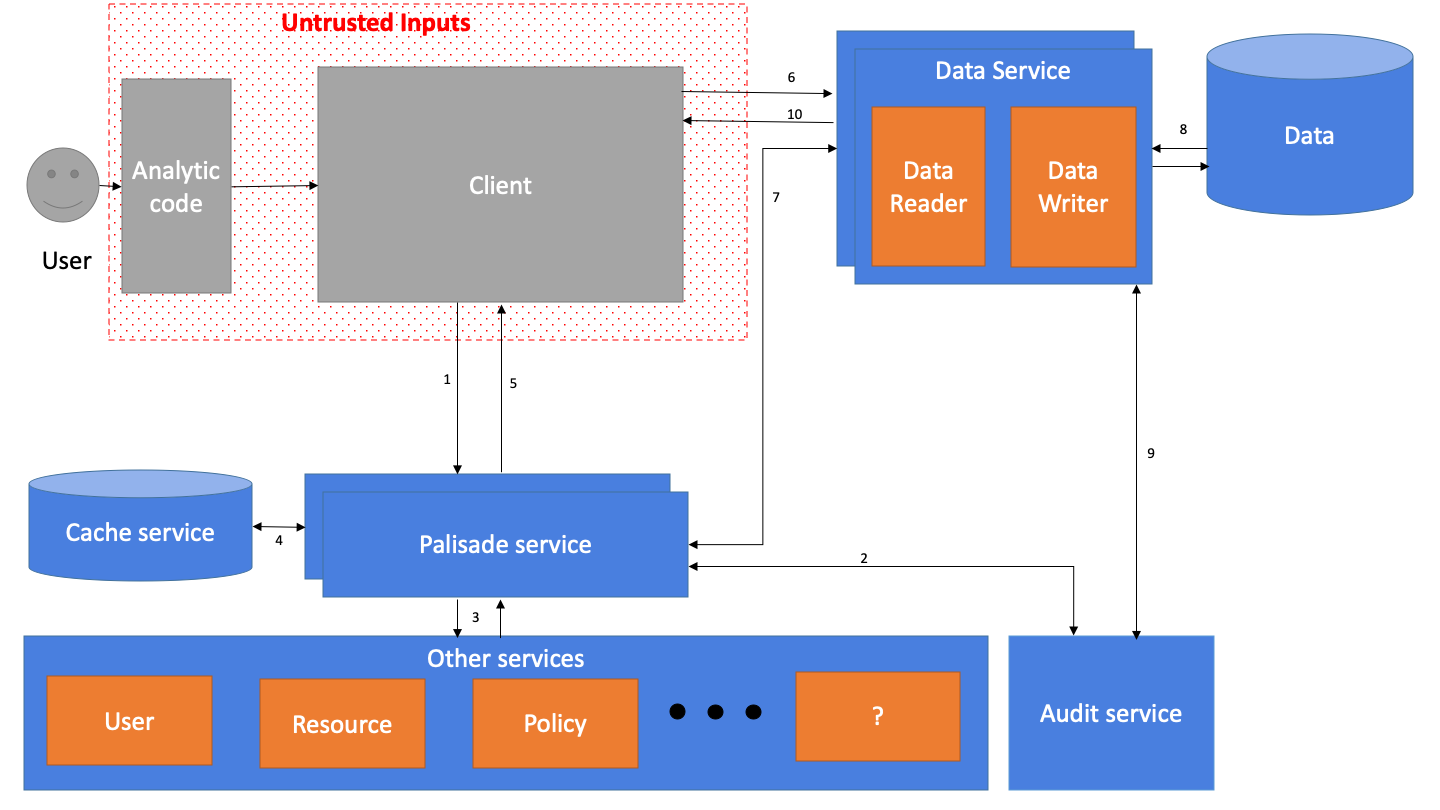 Untrusted Inputs
Analytic
code
Client
User
6
10
Data Service
Data
Reader
Data
Writer
8
Data
7
1
5
9
Cache service
4
Palisade service
2
3
Other services
User
Resource
Policy
?
Audit service